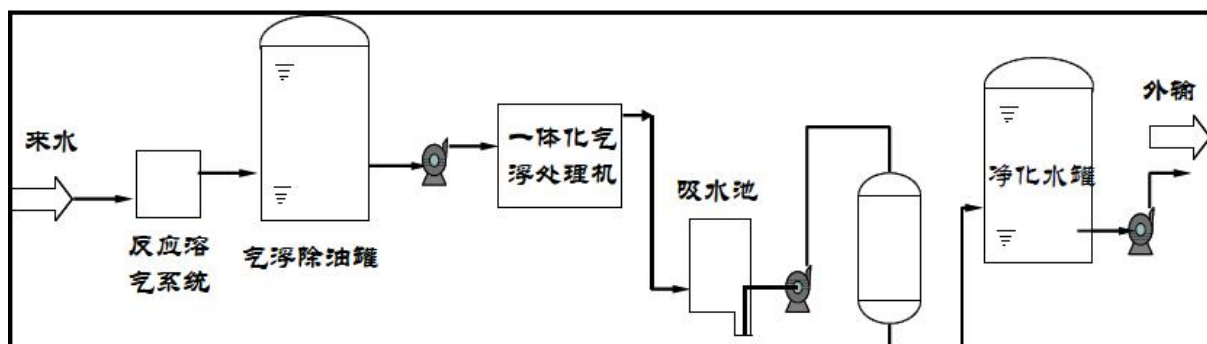 来水
反应溶
气系统
气浮除油罐
一体化气
浮处理机
吸水池
净化水罐
外输